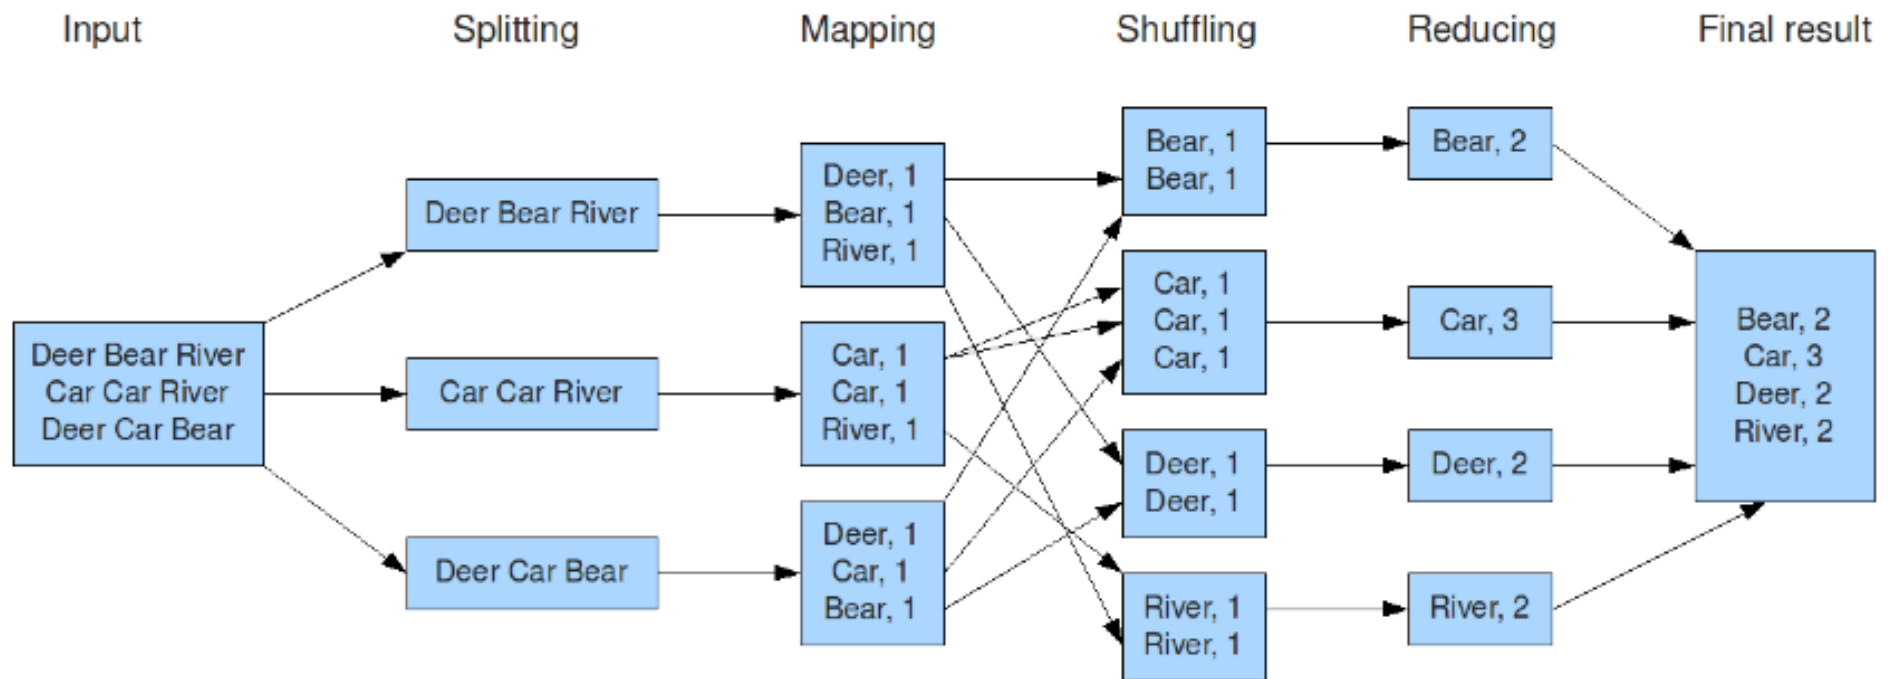 Input
Splitting
Mapping
Shuffling
Reducing
Final result
Deer Bear River
Car Car River
Deer Car Bear
Deer Bear River
Car Car River
Deer Car Bear
Deer, 1
Bear, 1
River, 1
Car, 1
Car, 1
River, 1
Deer, 1
Car, 1
Bear, 1
Bear, 1
Bear, 1
Car, 1
Car, 1
Car, 1
Deer, 1
Deer, 1
River, 1
River, 1
Bear, 2
Car, 3
Deer, 2
River, 2
Bear, 2
Car, 3
Deer, 2
River, 2